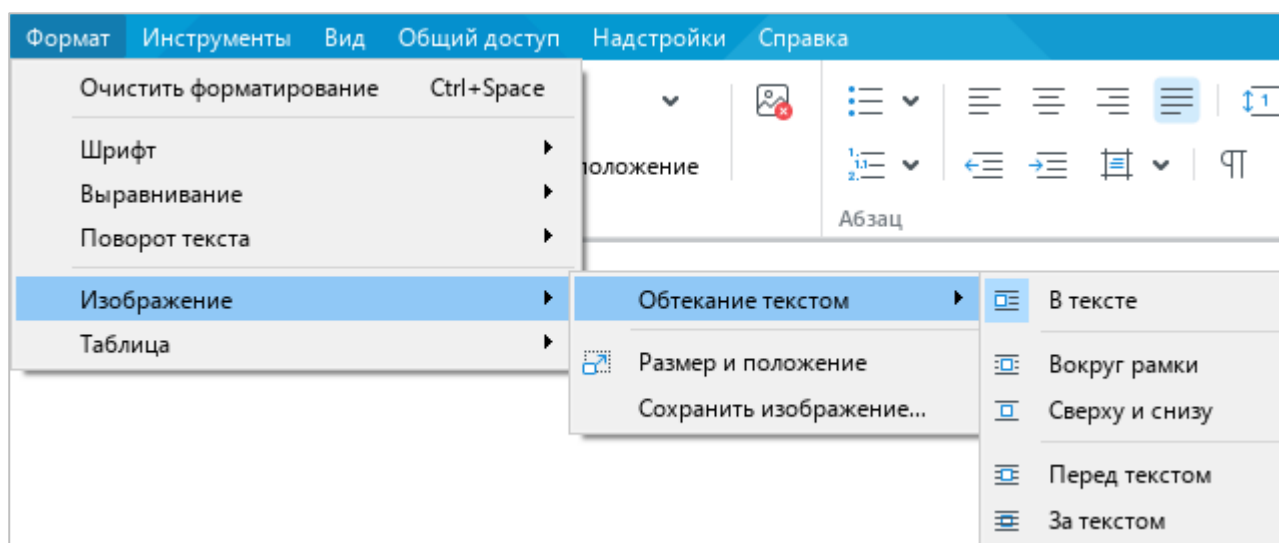 Формат Инструменты Вид Общий доступ Надстройки Справка
Очистить форматирование Ctrl+Space
Шрифт
Выравнивание
Поворот текста
Изображение
Таблица
Абзац
Обтекание текстом
Размер и положение
Сохранить изображение...
В тексте
Вокруг рамки
Сверху и снизу
Перед текстом
За текстом